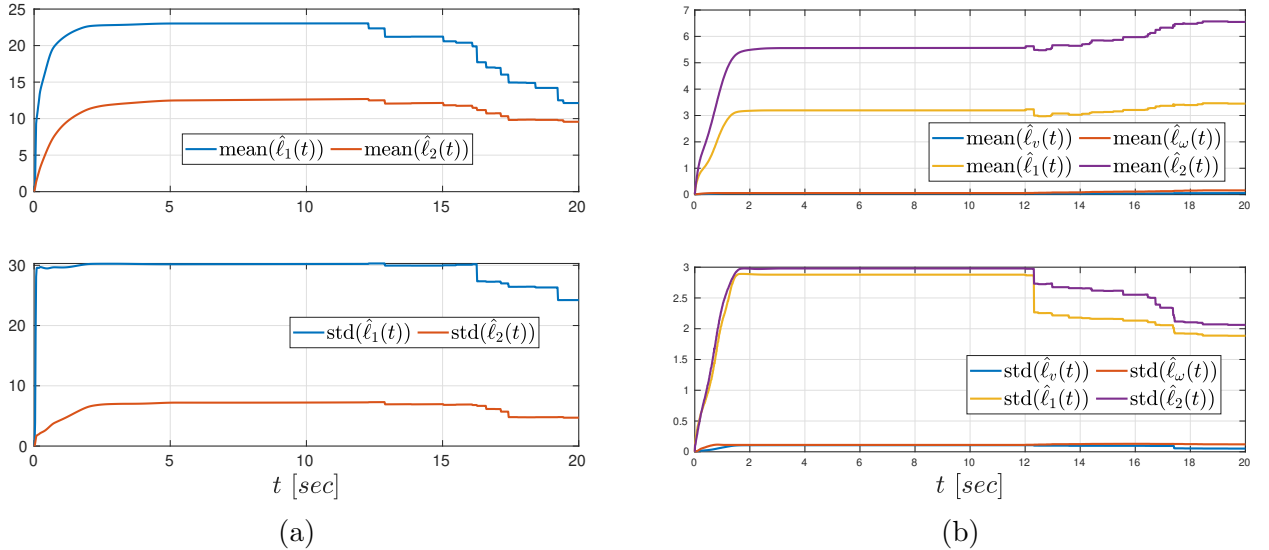 25
20
15
10
5
0
0 5 10 15 20
mean(ℓ̂₁(t)) mean(ℓ̂₂(t))
30
20
10
0
0 5 10 15 20
std(ℓ̂₁(t)) std(ℓ̂₂(t))
t [sec]
(a)
7
6
5
4
3
2
1
0
0 2 4 6 8 10 12 14 16 18 20
mean(ℓ̂ᵥ(t)) mean(ℓ̂_ω(t))
mean(ℓ̂₁(t)) mean(ℓ̂₂(t))
3
2.5
2
1.5
1
0.5
0
0 2 4 6 8 10 12 14 16 18 20
std(ℓ̂ᵥ(t)) std(ℓ̂_ω(t))
std(ℓ̂₁(t)) std(ℓ̂₂(t))
t [sec]
(b)